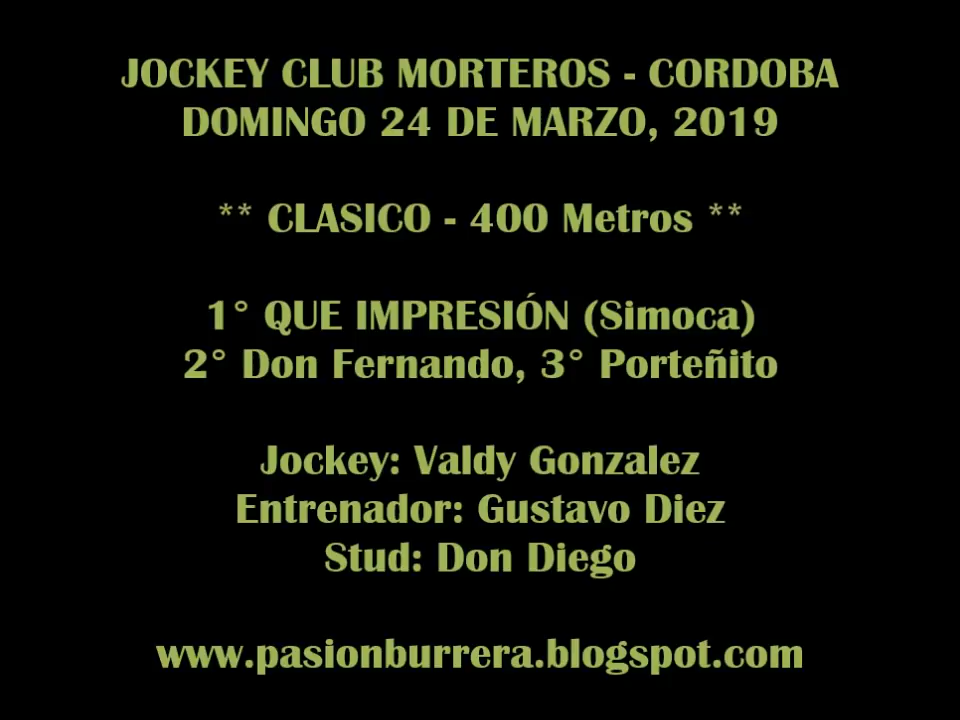 JOCKEY CLUB MORTEROS - CORDOBA
DOMINGO 24 DE MARZO, 2019
** CLASICO - 400 Metros **
1° QUE IMPRESIÓN (Simoca)
2° Don Fernando, 3° Porteñito
Jockey: Valdy Gonzalez
Entrenador: Gustavo Diez
Stud: Don Diego
www.pasionburrera.blogspot.com